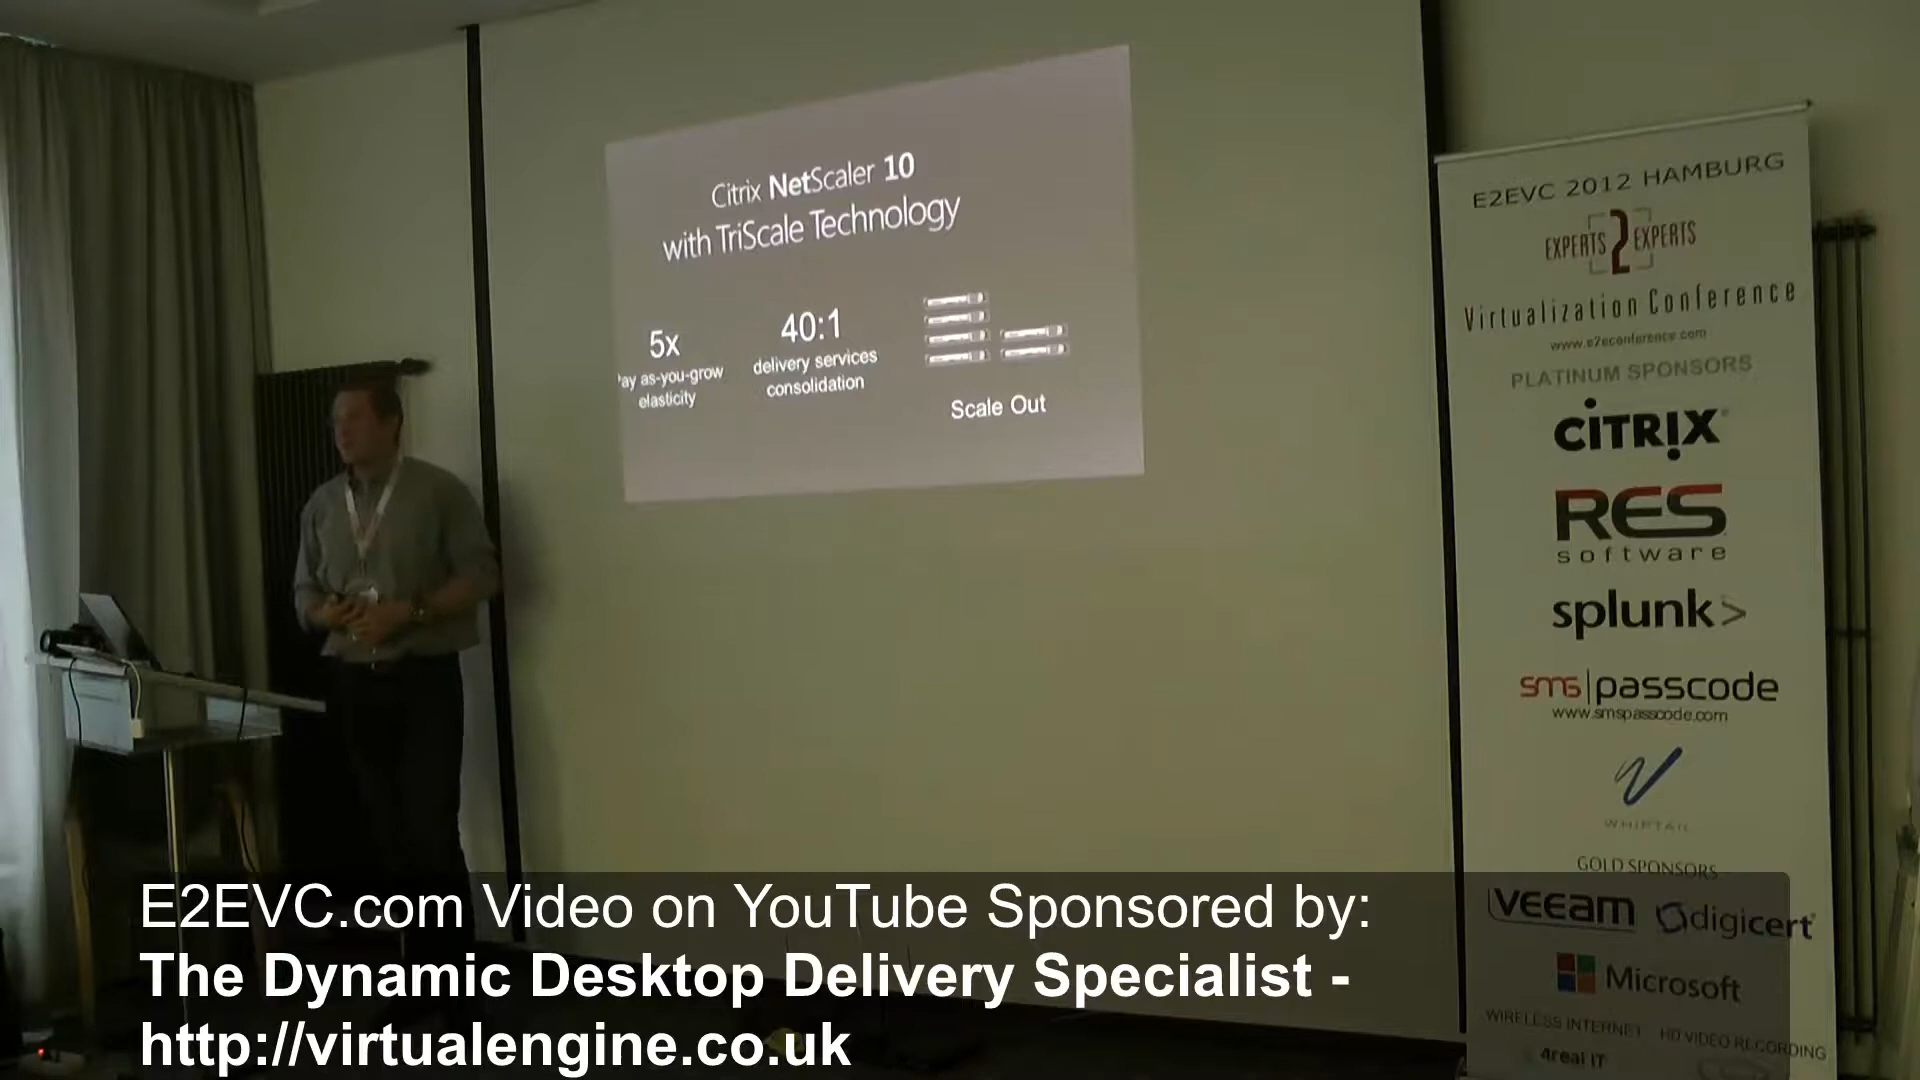 Citrix NetScaler 10
with TriScale Technology
5x
ay as-you-grow
elasticity
40:1
delivery services
consolidation
Scale Out
E2EVC 2012 HAMBURG
EXPERTS 2 EXPERTS
Virtualization Conference
www.e2econference.com
PLATINUM SPONSORS
CITRIX
RES
software
splunk>
sms|passcode
www.smspasscode.com
WHIPTAIL
GOLD SPONSORS
veeam digicert
Microsoft
WIRELESS INTERNET HD VIDEO RECORDING
4real IT
E2EVC.com Video on YouTube Sponsored by:
The Dynamic Desktop Delivery Specialist -
http://virtualengine.co.uk